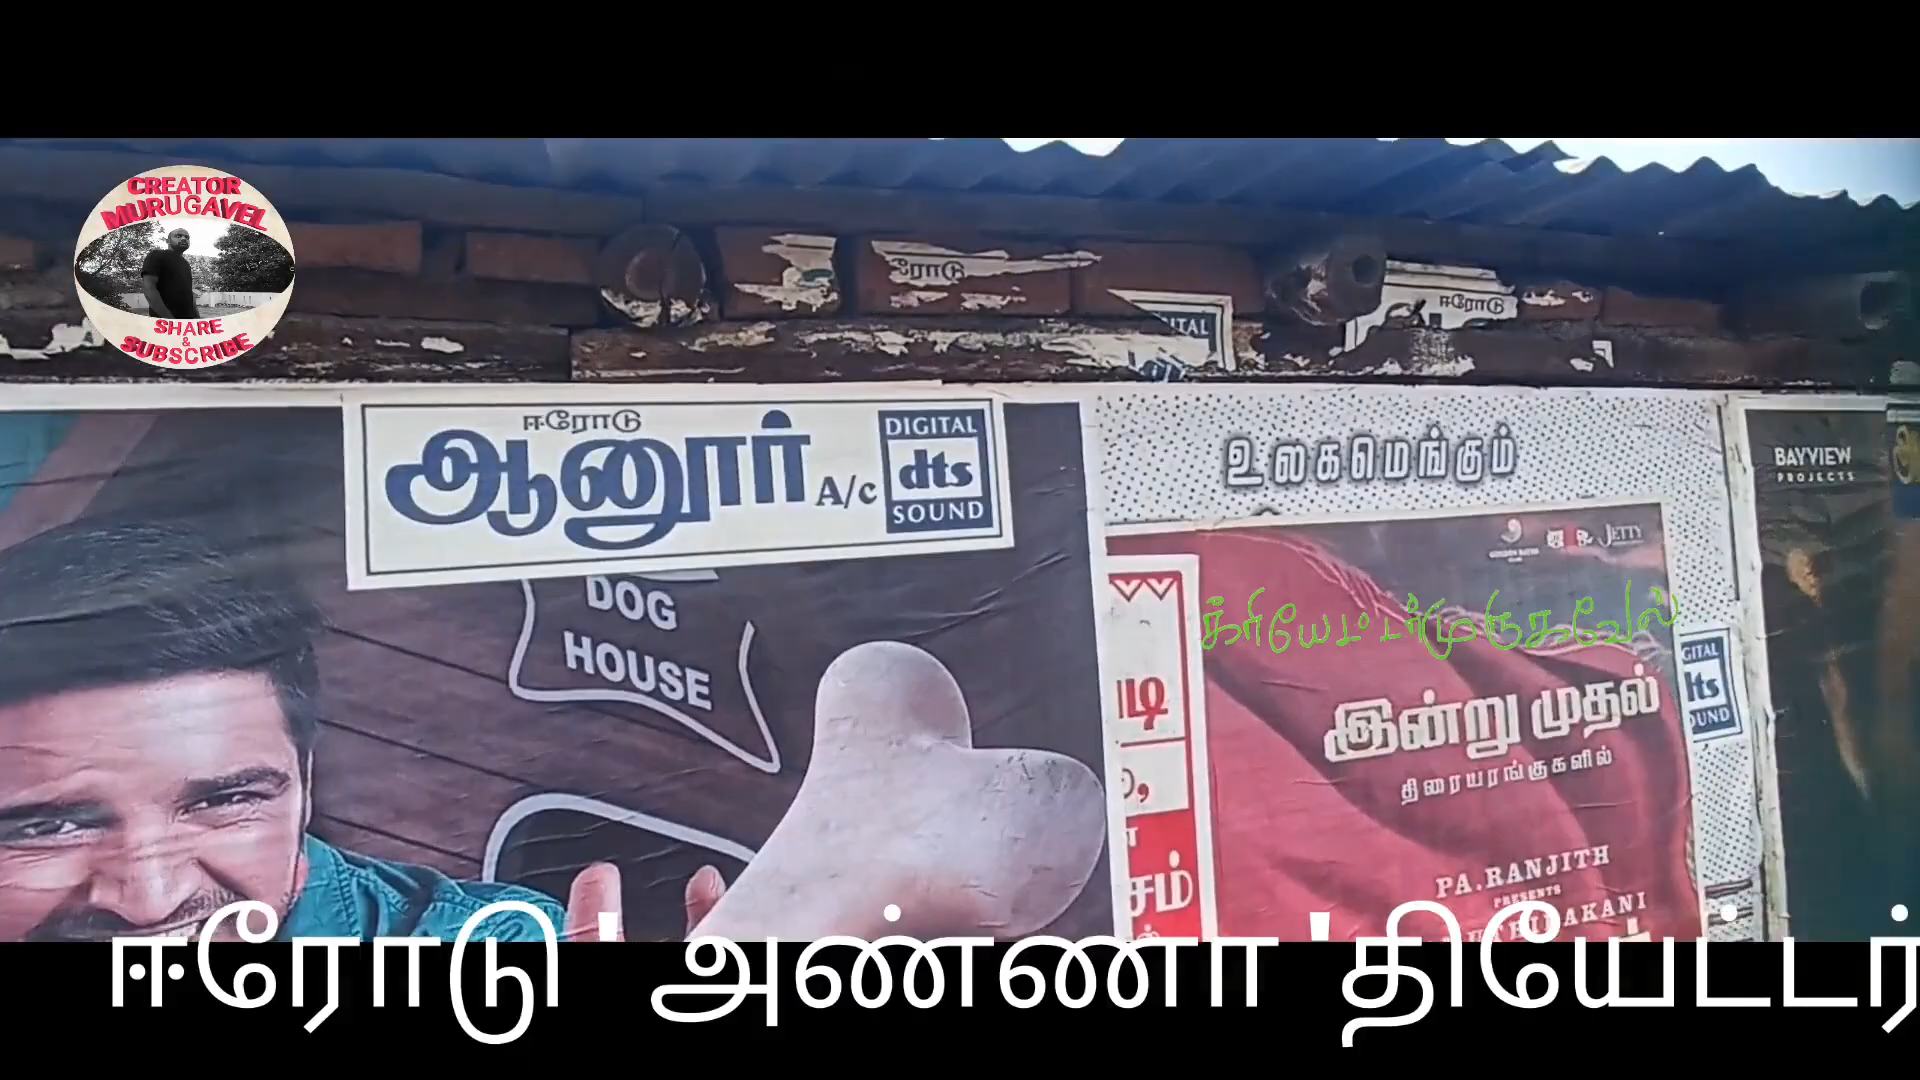 CREATOR
MURUGAVEL
SHARE
&
SUBSCRIBE
ரோடு
ஈரோடு
ஈரோடு
ஆனூர் A/c
DIGITAL
dts
SOUND
DOG
HOUSE
உலகமெங்கும்
JETTY
க்ரியேட்டர்முருகவேல்
இன்று முதல்
திரையரங்குகளில்
PA.RANJITH
PRESENTS
BAYVIEW
PROJECTS
ஈரோடு 'அண்ணா 'தியேட்டர்